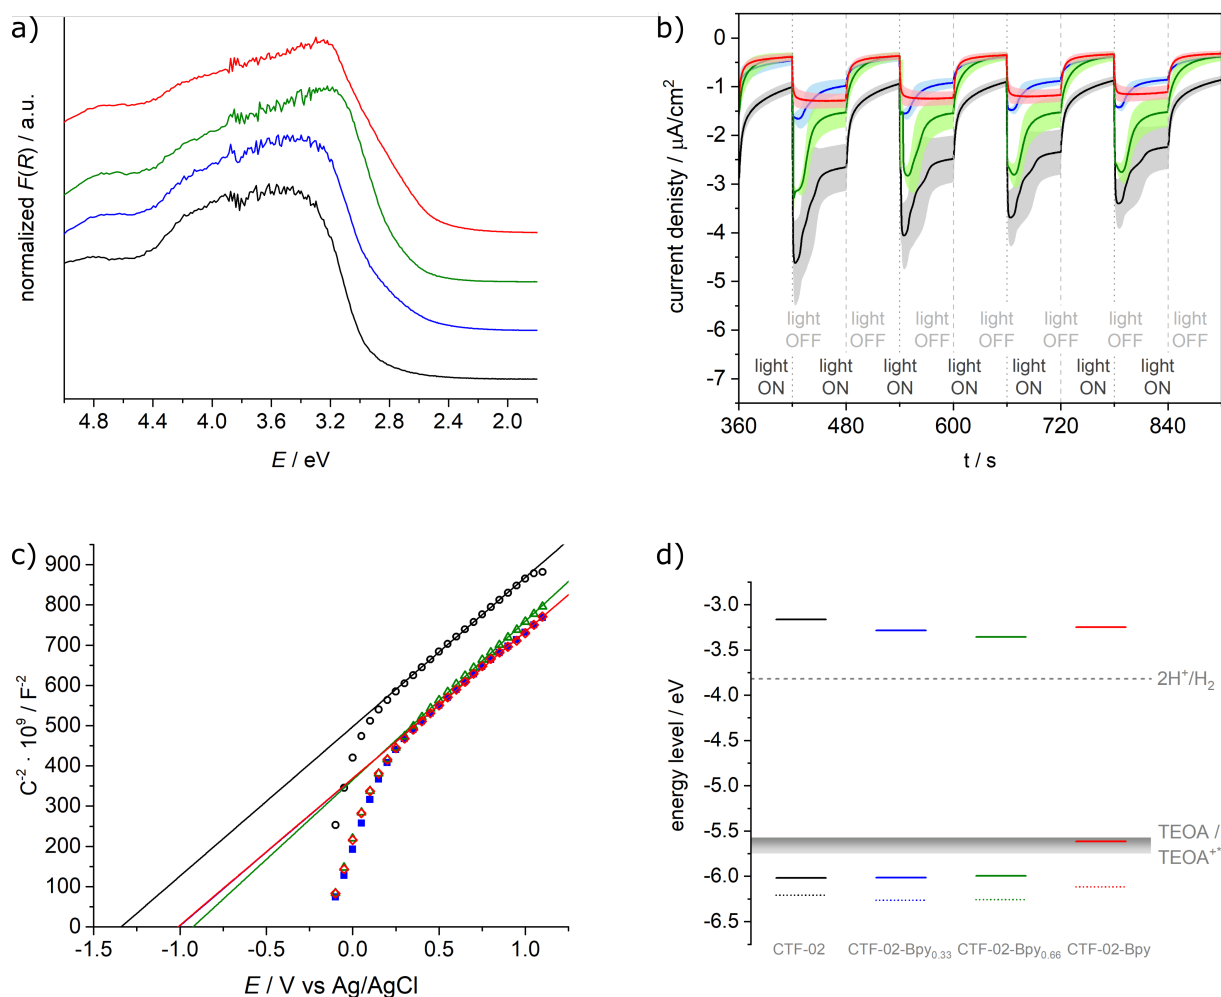 a)
normalized F(R) / a.u.
4.8 4.4 4.0 3.6 3.2 2.8 2.4 2.0
E / eV
b)
current denisty / µA/cm²
0
-1
-2
-3
-4
-5
-6
-7
light OFF
light OFF
light OFF
light OFF
light OFF
light OFF
light OFF
light OFF
light ON
light ON
light ON
light ON
light ON
light ON
light ON
light ON
360 480 600 720 840
t / s
c)
C⁻² · 10⁹ / F⁻²
900
800
700
600
500
400
300
200
100
0
-1.5 -1.0 -0.5 0.0 0.5 1.0
E / V vs Ag/AgCl
d)
energy level / eV
-3.0
-3.5
-4.0
-4.5
-5.0
-5.5
-6.0
-6.5
2H⁺/H₂
TEOA /
TEOA⁺*
CTF-02 CTF-02-Bpy₀.₃₃ CTF-02-Bpy₀.₆₆ CTF-02-Bpy